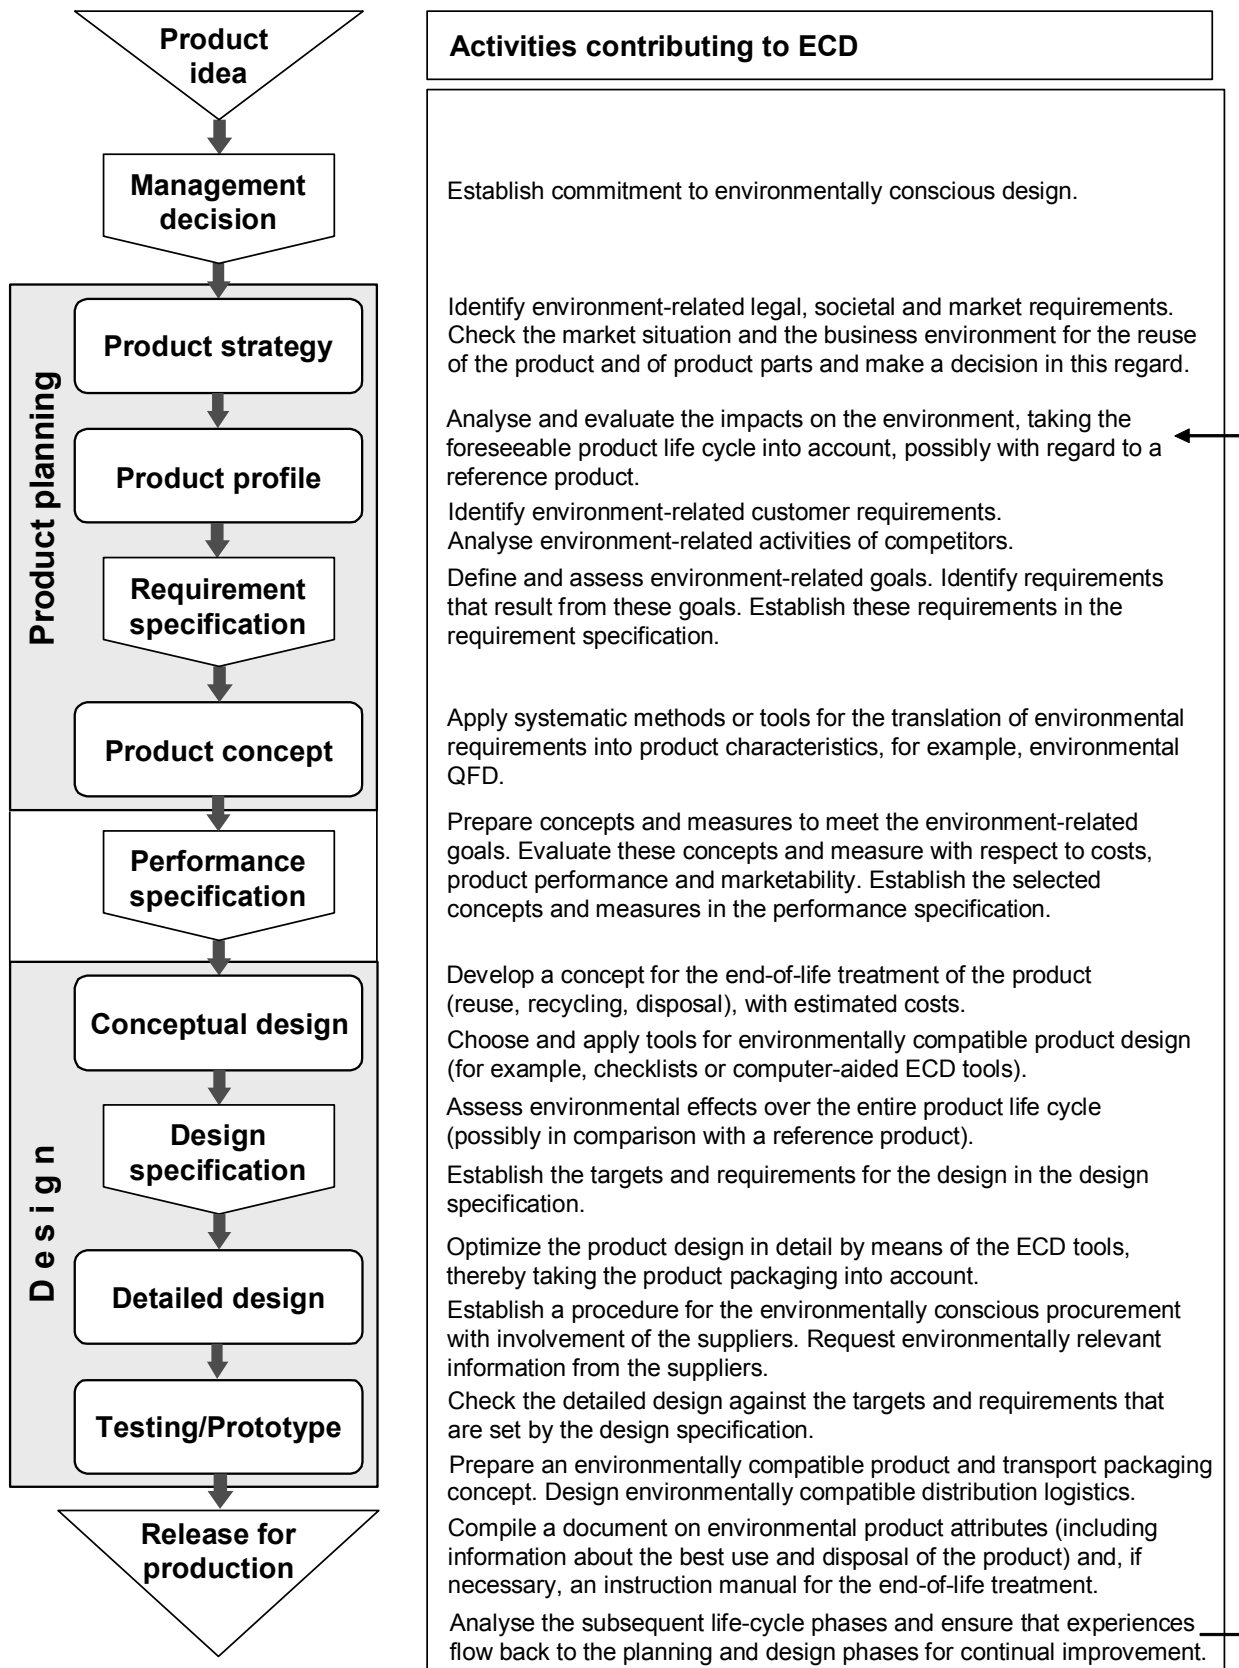 Product
idea
Activities contributing to ECD
Management
decision
Establish commitment to environmentally conscious design.
Product planning
Product strategy
Identify environment-related legal, societal and market requirements.
Check the market situation and the business environment for the reuse
of the product and of product parts and make a decision in this regard.
Product profile
Analyse and evaluate the impacts on the environment, taking the
foreseeable product life cycle into account, possibly with regard to a
reference product.
Identify environment-related customer requirements.
Analyse environment-related activities of competitors.
Requirement
specification
Define and assess environment-related goals. Identify requirements
that result from these goals. Establish these requirements in the
requirement specification.
Product concept
Apply systematic methods or tools for the translation of environmental
requirements into product characteristics, for example, environmental
QFD.
Performance
specification
Prepare concepts and measures to meet the environment-related
goals. Evaluate these concepts and measure with respect to costs,
product performance and marketability. Establish the selected
concepts and measures in the performance specification.
Design
Conceptual design
Develop a concept for the end-of-life treatment of the product
(reuse, recycling, disposal), with estimated costs.
Choose and apply tools for environmentally compatible product design
(for example, checklists or computer-aided ECD tools).
Design
specification
Assess environmental effects over the entire product life cycle
(possibly in comparison with a reference product).
Establish the targets and requirements for the design in the design
specification.
Detailed design
Optimize the product design in detail by means of the ECD tools,
thereby taking the product packaging into account.
Establish a procedure for the environmentally conscious procurement
with involvement of the suppliers. Request environmentally relevant
information from the suppliers.
Testing/Prototype
Check the detailed design against the targets and requirements that
are set by the design specification.
Prepare an environmentally compatible product and transport packaging
concept. Design environmentally compatible distribution logistics.
Release for
production
Compile a document on environmental product attributes (including
information about the best use and disposal of the product) and, if
necessary, an instruction manual for the end-of-life treatment.
Analyse the subsequent life-cycle phases and ensure that experiences
flow back to the planning and design phases for continual improvement.